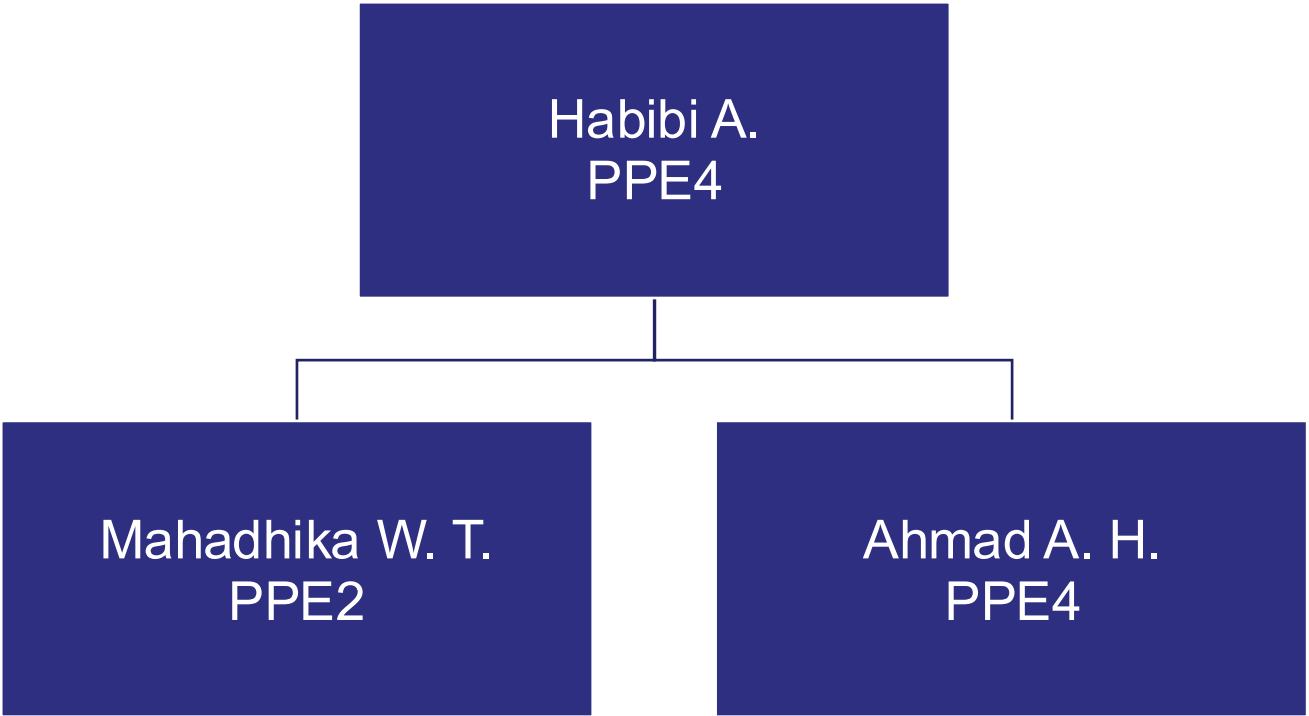 Habibi A.
PPE4
Mahadhika W. T.
PPE2
Ahmad A. H.
PPE4